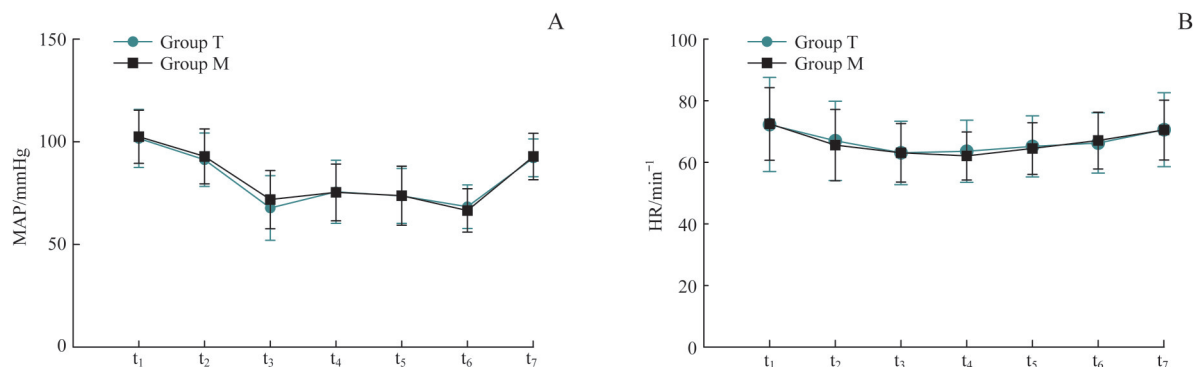 A
MAP/mmHg
150
100
50
0
Group T
Group M
t₁ t₂ t₃ t₄ t₅ t₆ t₇
B
HR/min⁻¹
100
80
60
40
20
0
Group T
Group M
t₁ t₂ t₃ t₄ t₅ t₆ t₇